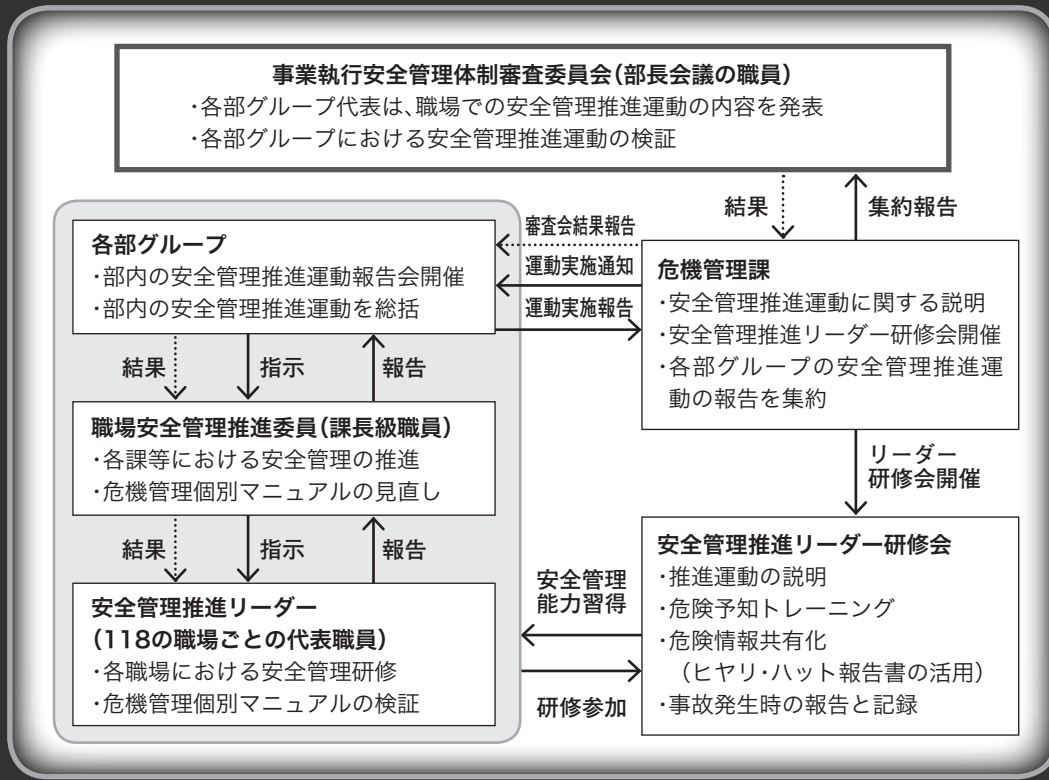 事業執行安全管理体制審査委員会(部長会議の職員)
・各部グループ代表は、職場での安全管理推進運動の内容を発表
・各部グループにおける安全管理推進運動の検証
結果
集約報告
各部グループ
・部内の安全管理推進運動報告会開催
・部内の安全管理推進運動を総括
審査会結果報告
運動実施通知
運動実施報告
危機管理課
・安全管理推進運動に関する説明
・安全管理推進リーダー研修会開催
・各部グループの安全管理推進運
動の報告を集約
結果
指示
報告
職場安全管理推進委員(課長級職員)
・各課等における安全管理の推進
・危機管理個別マニュアルの見直し
リーダー
研修会開催
結果
指示
報告
安全管理推進リーダー
(118の職場ごとの代表職員)
・各職場における安全管理研修
・危機管理個別マニュアルの検証
安全管理
能力習得
研修参加
安全管理推進リーダー研修会
・推進運動の説明
・危険予知トレーニング
・危険情報共有化
(ヒヤリ・ハット報告書の活用)
・事故発生時の報告と記録